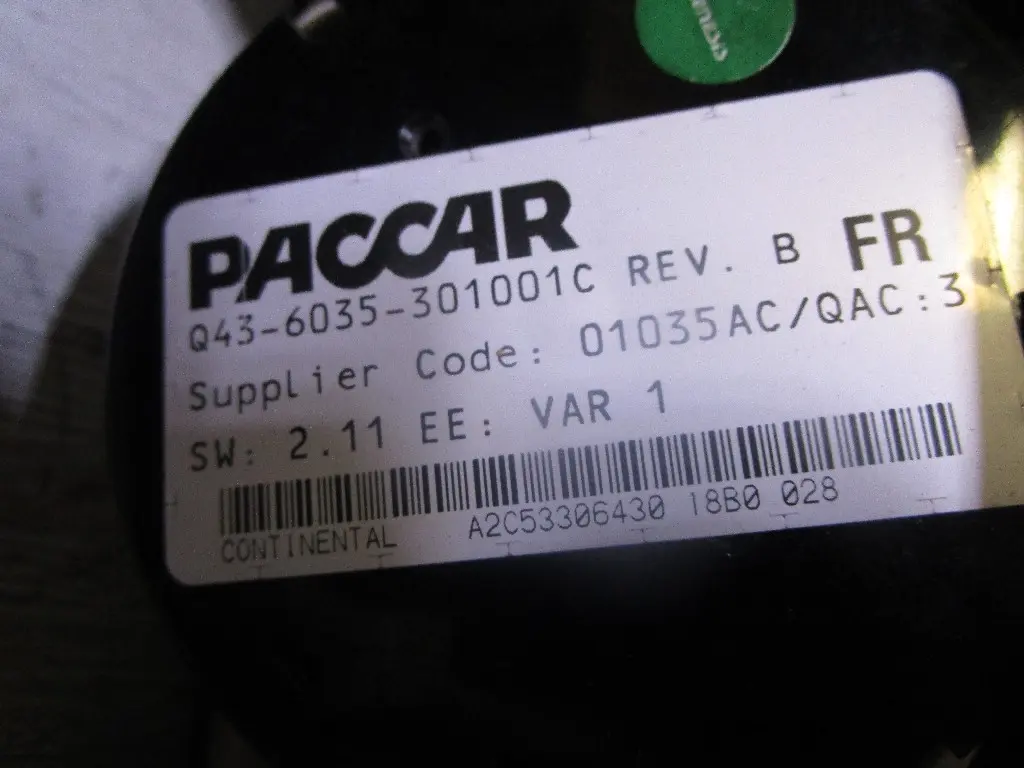 PACCAR
Q43-6035-301001C REV. B FR
Supplier Code: 01035AC/QAC:3
SW: 2.11 EE: VAR 1
CONTINENTAL A2C53306430 18B0 028